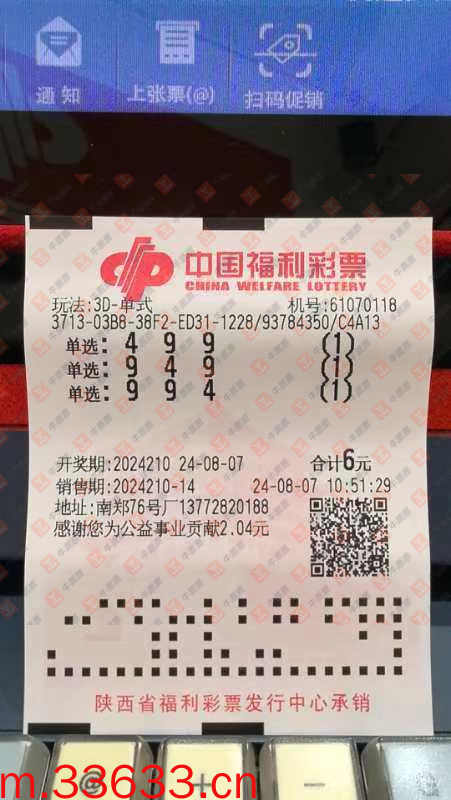 通知
上张票(@)
扫码促销
中国福利彩票
CHINA WELFARE LOTTERY
玩法:3D-单式 机号:61070118
3713-03B8-38F2-ED31-1228/93784350/C4A13
单选: 4 9 9 (1)
单选: 9 4 9 (1)
单选: 9 9 4 (1)
开奖期:2024210 24-08-07 合计6元
销售期:2024210-14 24-08-07 10:51:29
地址:南郑76号厂13772820188
感谢您为公益事业贡献2.04元
陕西省福利彩票发行中心承销
@ + —
m.38633.cn